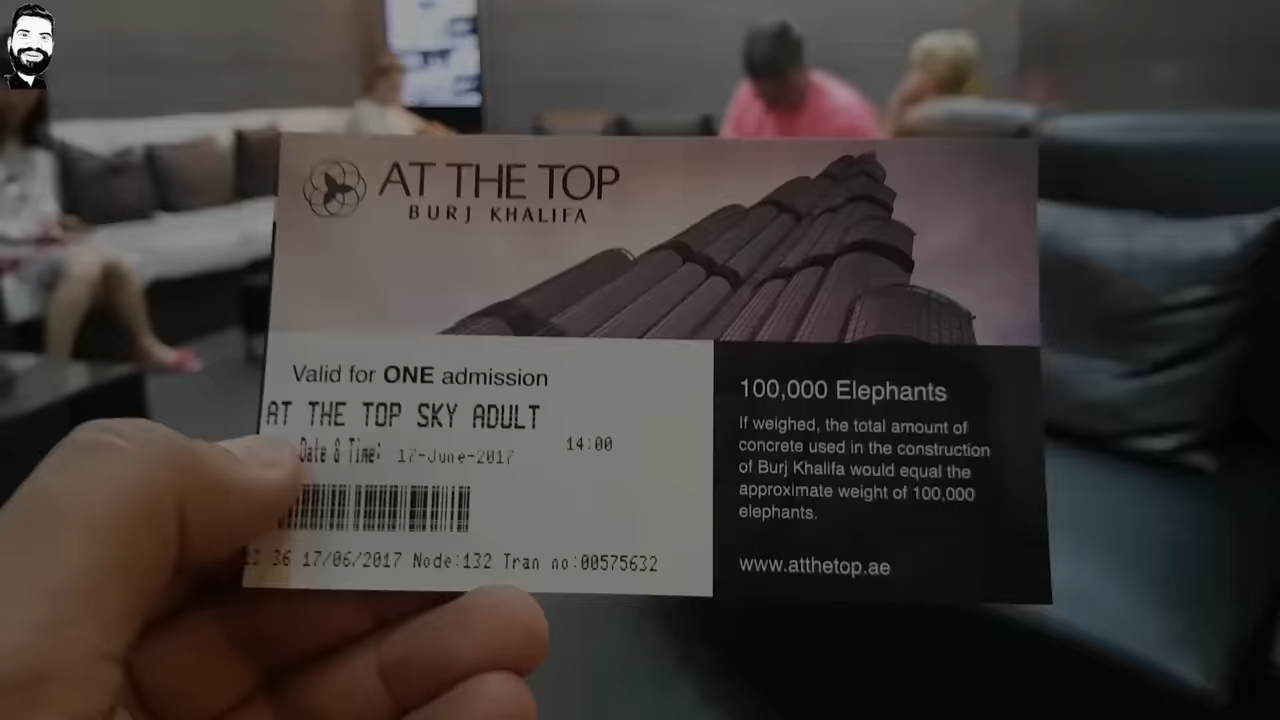 AT THE TOP
BURJ KHALIFA
Valid for ONE admission
AT THE TOP SKY ADULT
Date & Time: 17-June-2017 14:00
36 17/06/2017 Node:132 Tran no:00575632
100,000 Elephants
If weighed, the total amount of
concrete used in the construction
of Burj Khalifa would equal the
approximate weight of 100,000
elephants.
www.atthetop.ae